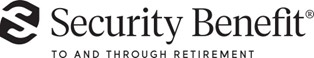 Security Benefit®
TO AND THROUGH RETIREMENT